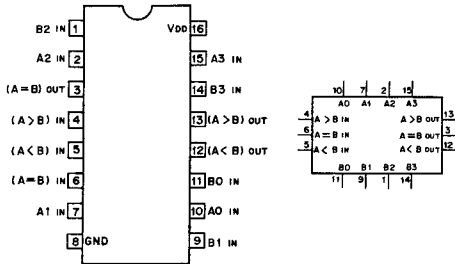 B2 IN 1
A2 IN 2
(A=B) OUT 3
(A>B) IN 4
(A<B) IN 5
(A=B) IN 6
A1 IN 7
8 GND
VDD 16
15 A3 IN
14 B3 IN
13 (A>B) OUT
12 (A<B) OUT
11 B0 IN
10 A0 IN
9 B1 IN
10 7 2 15
A0 A1 A2 A3
4 A>B IN A>B OUT 13
6 A=B IN A=B OUT 3
5 A<B IN A<B OUT 12
B0 B1 B2 B3
11 9 1 14